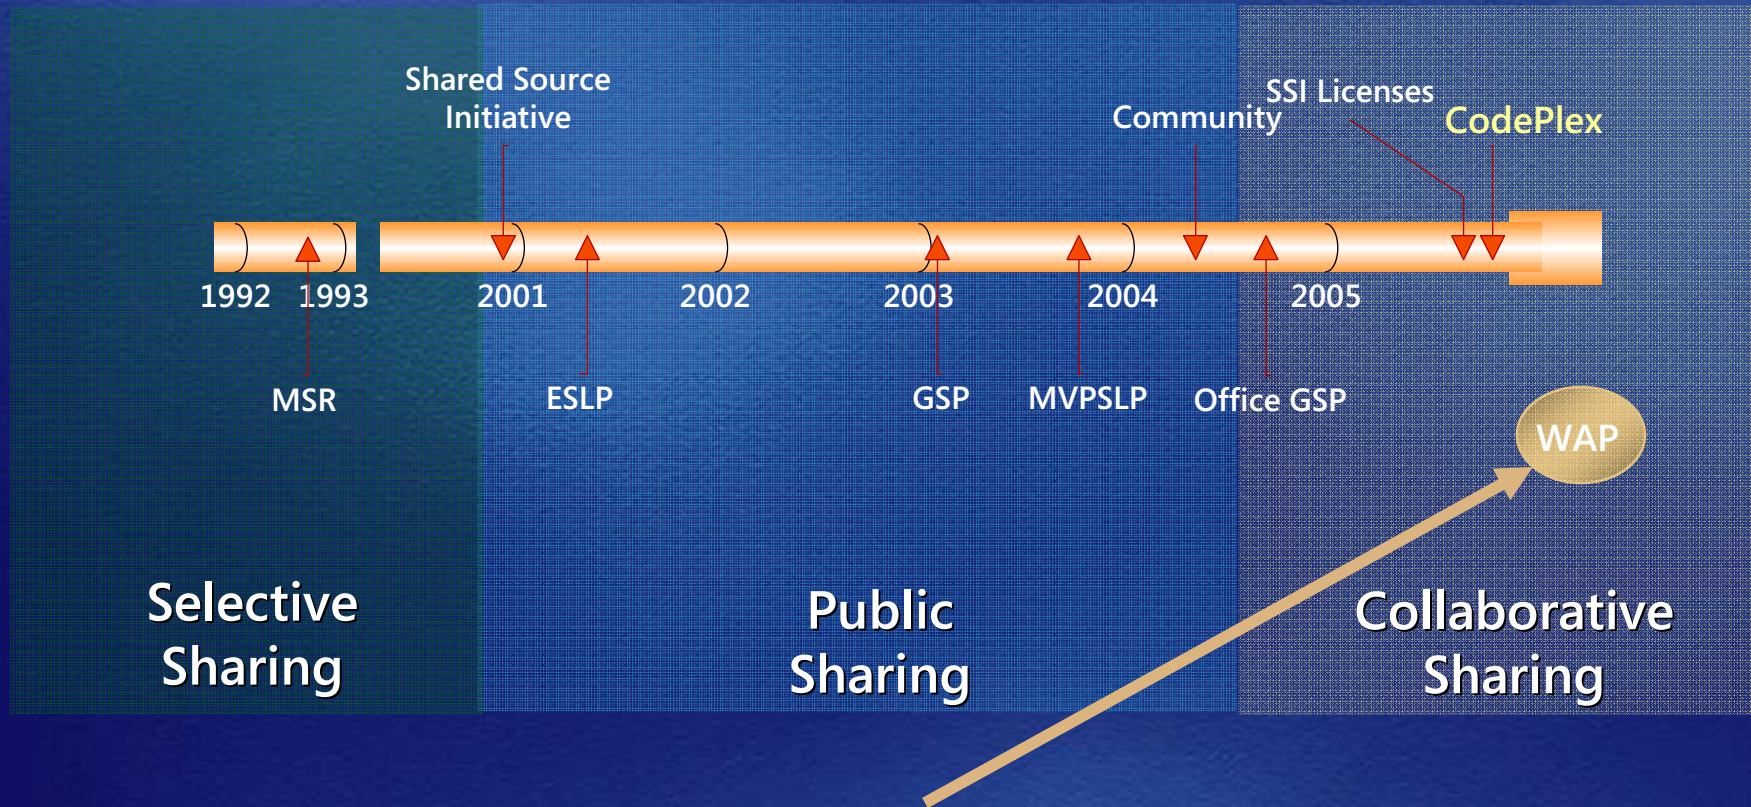 Shared Source
Initiative
Community
SSI Licenses
CodePlex
1992
1993
2001
2002
2003
2004
2005
MSR
ESLP
GSP
MVPSLP
Office GSP
WAP
Selective
Sharing
Public
Sharing
Collaborative
Sharing